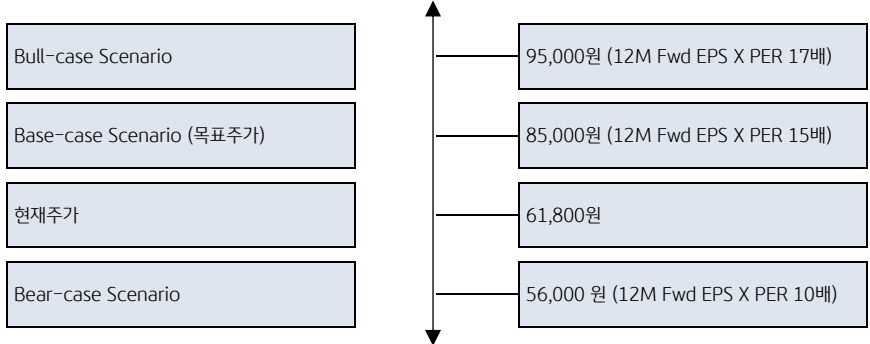 Bull-case Scenario
95,000원 (12M Fwd EPS X PER 17배)
Base-case Scenario (목표주가)
85,000원 (12M Fwd EPS X PER 15배)
현재주가
61,800원
Bear-case Scenario
56,000 원 (12M Fwd EPS X PER 10배)